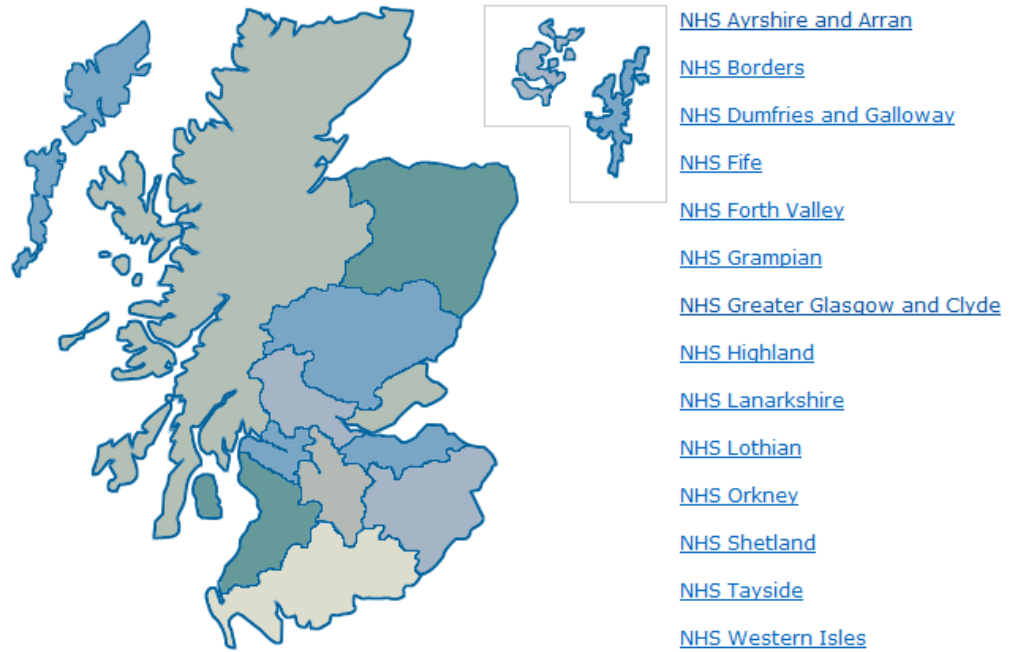 NHS Ayrshire and Arran
NHS Borders
NHS Dumfries and Galloway
NHS Fife
NHS Forth Valley
NHS Grampian
NHS Greater Glasgow and Clyde
NHS Highland
NHS Lanarkshire
NHS Lothian
NHS Orkney
NHS Shetland
NHS Tayside
NHS Western Isles